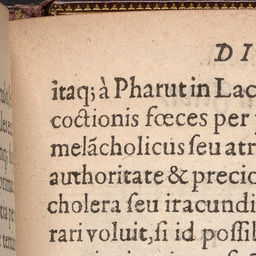 DI
itaq; à Pharut in Lac
coctionis fœces per
melãcholicus seu atr
authoritate & precio
cholera seu iracundi
rari voluit, si id possib